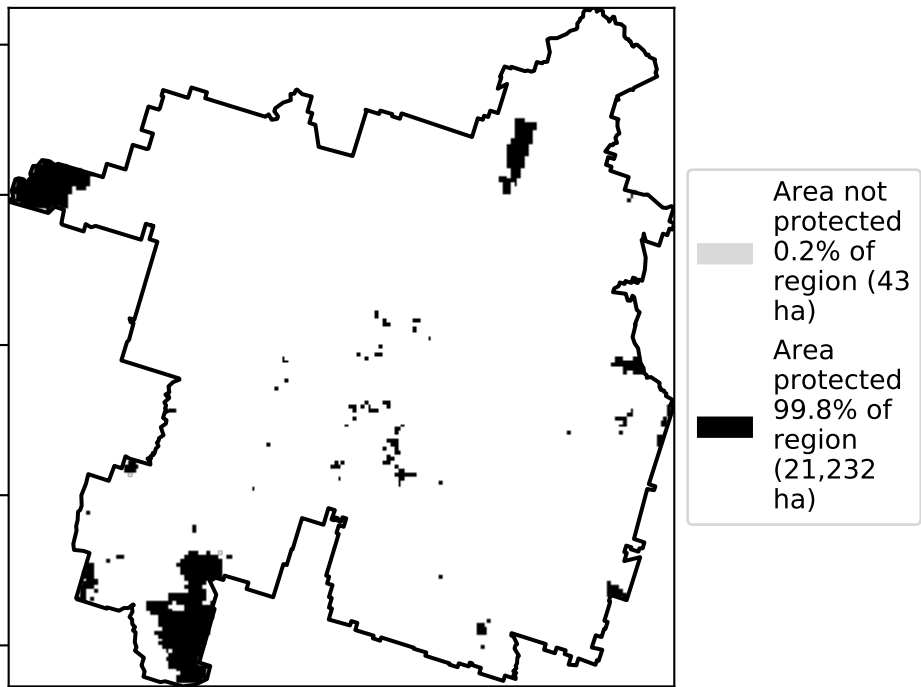 Area not
protected
0.2% of
region (43
ha)
Area
protected
99.8% of
region
(21,232
ha)